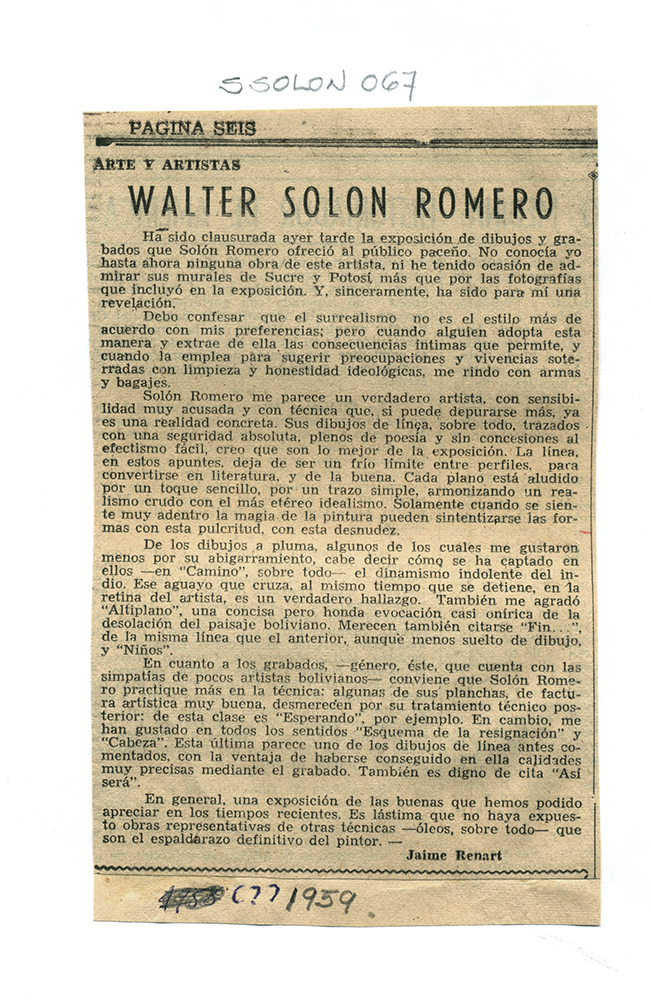 SSOLON 067
PAGINA SEIS
ARTE Y ARTISTAS
WALTER SOLON ROMERO
Ha sido clausurada ayer tarde la exposición de dibujos y gra-
bados que Solón Romero ofreció al público paceño. No conocía yo
hasta ahora ninguna obra de este artista, ni he tenido ocasión de ad-
mirar sus murales de Sucre y Potosí más que por las fotografías
que incluyó en la exposición. Y, sinceramente, ha sido para mí una
revelación.
Debo confesar que el surrealismo no es el estilo más de
acuerdo con mis preferencias; pero cuando alguien adopta esta
manera y extrae de ella las consecuencias íntimas que permite, y
cuando la emplea para sugerir preocupaciones y vivencias sote-
rradas con limpieza y honestidad ideológicas, me rindo con armas
y bagajes.
Solón Romero me parece un verdadero artista, con sensibi-
lidad muy acusada y con técnica que, si puede depurarse más, ya
es una realidad concreta. Sus dibujos de línea, sobre todo, trazados
con una seguridad absoluta, plenos de poesía y sin concesiones al
efectismo fácil, creo que son lo mejor de la exposición. La línea,
en estos apuntes, deja de ser un frío límite entre perfiles, para
convertirse en literatura, y de la buena. Cada plano está aludido
por un toque sencillo, por un trazo simple, armonizando un rea-
lismo crudo con el más etéreo idealismo. Solamente cuando se sien-
te muy adentro la magia de la pintura pueden sintentizarse las for-
mas con esta pulcritud, con esta desnudez.
De los dibujos a pluma, algunos de los cuales me gustaron
menos por su abigarramiento, cabe decir cómo se ha captado en
ellos —en "Camino", sobre todo— el dinamismo indolente del in-
dio. Ese aguayo que cruza, al mismo tiempo que se detiene, en la
retina del artista, es un verdadero hallazgo. También me agradó
"Altiplano", una concisa pero honda evocación casi onírica de la
desolación del paisaje boliviano. Merecen también citarse "Fin...",
de la misma línea que el anterior, aunque menos suelto de dibujo,
y "Niños".
En cuanto a los grabados, —género, éste, que cuenta con las
simpatías de pocos artistas bolivianos— conviene que Solón Rome-
ro practique más en la técnica: algunas de sus planchas, de factu-
ra artística muy buena, desmerecen por su tratamiento técnico pos-
terior: de esta clase es "Esperando", por ejemplo. En cambio, me
han gustado en todos los sentidos "Esquema de la resignación" y
"Cabeza". Esta última parece uno de los dibujos de línea antes co-
mentados, con la ventaja de haberse conseguido en ella calidades
muy precisas mediante el grabado. También es digno de cita "Así
será".
En general, una exposición de las buenas que hemos podido
apreciar en los tiempos recientes. Es lástima que no haya expues-
to obras representativas de otras técnicas —óleos, sobre todo— que
son el espaldarazo definitivo del pintor. —
Jaime Renart
(?? 1959.